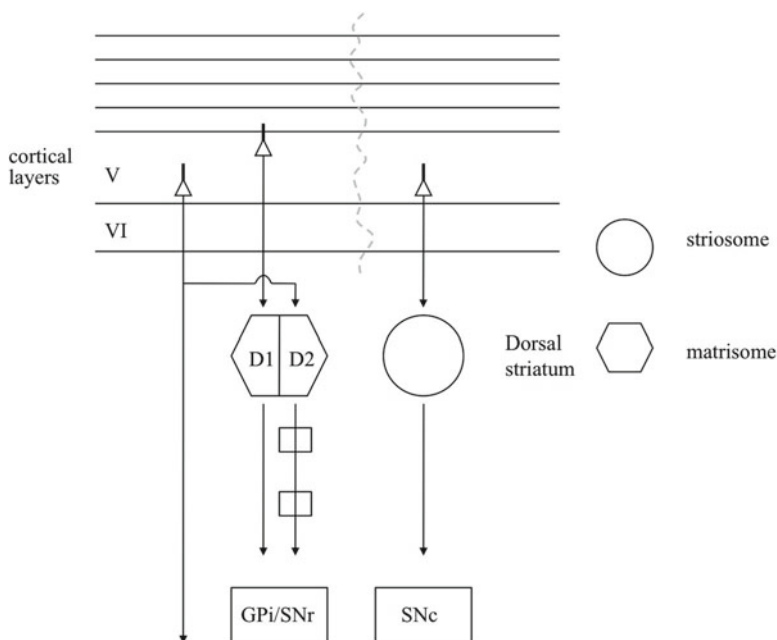 cortical
layers
V
VI
striosome
D1
D2
Dorsal
striatum
matrisome
GPi/SNr
SNc